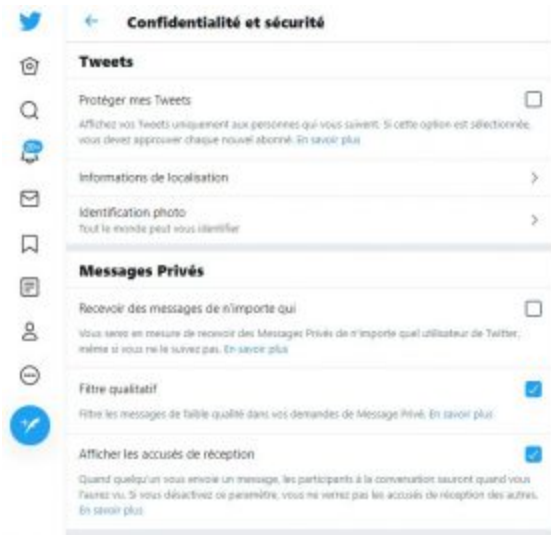 Confidentialité et sécurité
Tweets
Protéger mes Tweets
Affichez vos Tweets uniquement aux personnes qui vous suivent. Si cette option est sélectionnée,
vous devez approuver chaque nouvel abonné. En savoir plus
Informations de localisation
Identification photo
Tout le monde peut vous identifier
Messages Privés
Recevoir des messages de n'importe qui
Vous serez en mesure de recevoir des Messages Privés de n'importe quel utilisateur de Twitter,
même si vous ne le suivez pas. En savoir plus
Filtre qualitatif
Filtre les messages de faible qualité dans vos demandes de Message Privé. En savoir plus
Afficher les accusés de réception
Quand quelqu'un vous envoie un message, les participants à la conversation sauront quand vous
l'aurez vu. Si vous désactivez ce paramètre, vous ne verrez pas les accusés de réception des autres.
En savoir plus